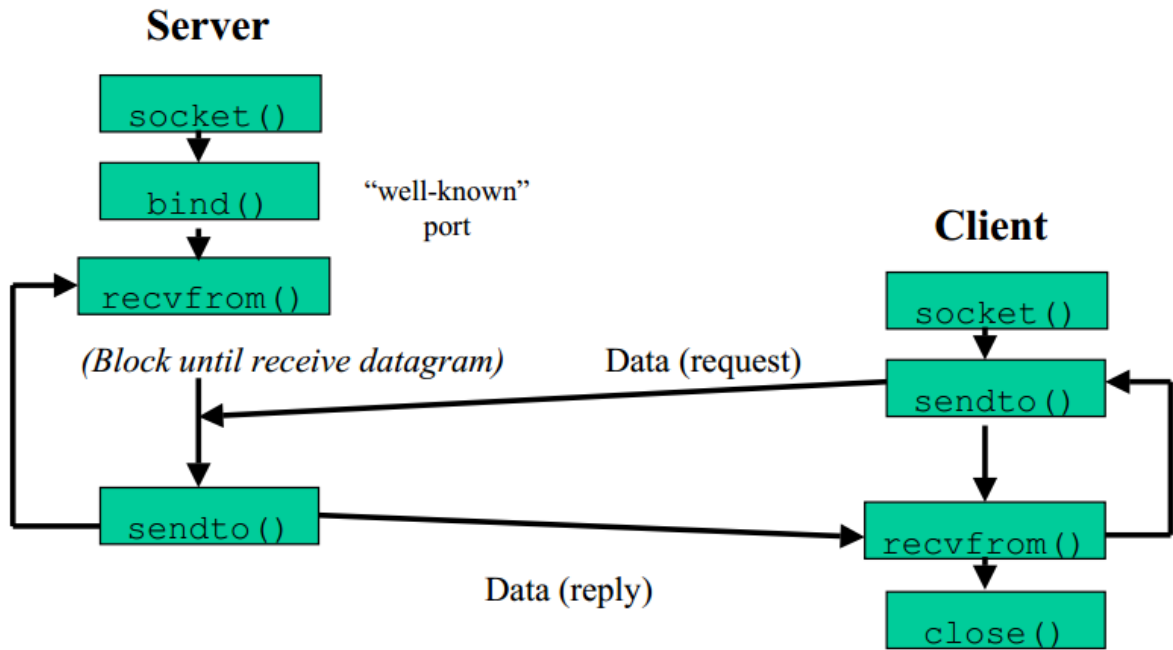 Server
socket()
bind()
“well-known”
port
recvfrom()
(Block until receive datagram)
sendto()
Client
socket()
Data (request)
sendto()
recvfrom()
Data (reply)
close()